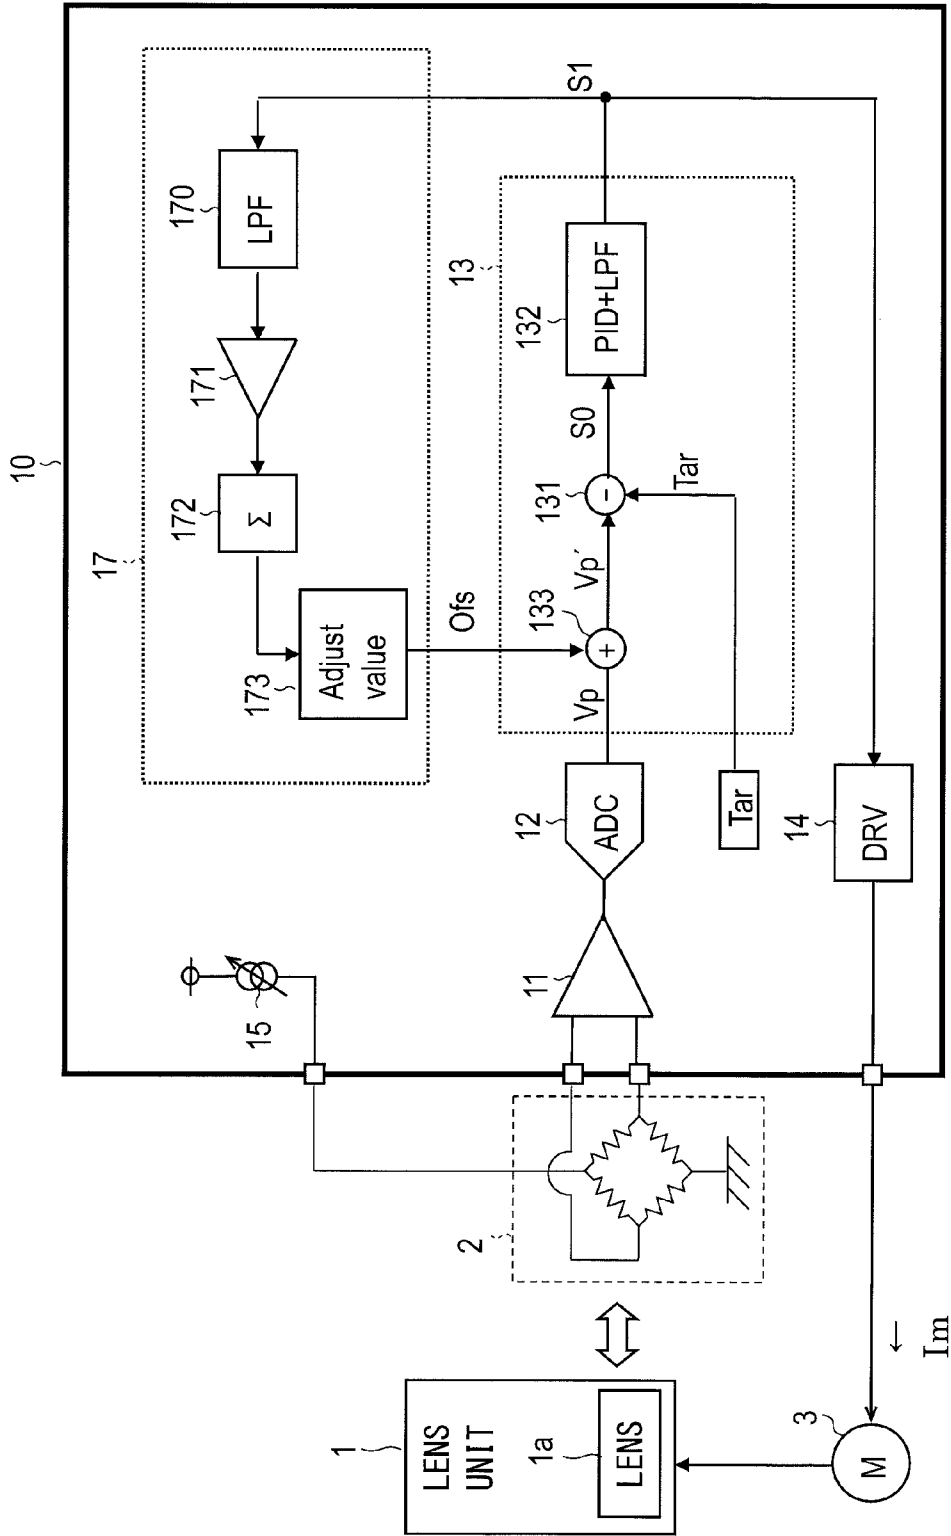 10
17
173
Adjust
value
172
Σ
171
170
LPF
Ofs
13
15
11
12
ADC
Vp
133
+
Vp´
131
-
S0
132
PID+LPF
S1
Tar
Tar
14
DRV
2
1
LENS
UNIT
1a
LENS
3
M
←
Im